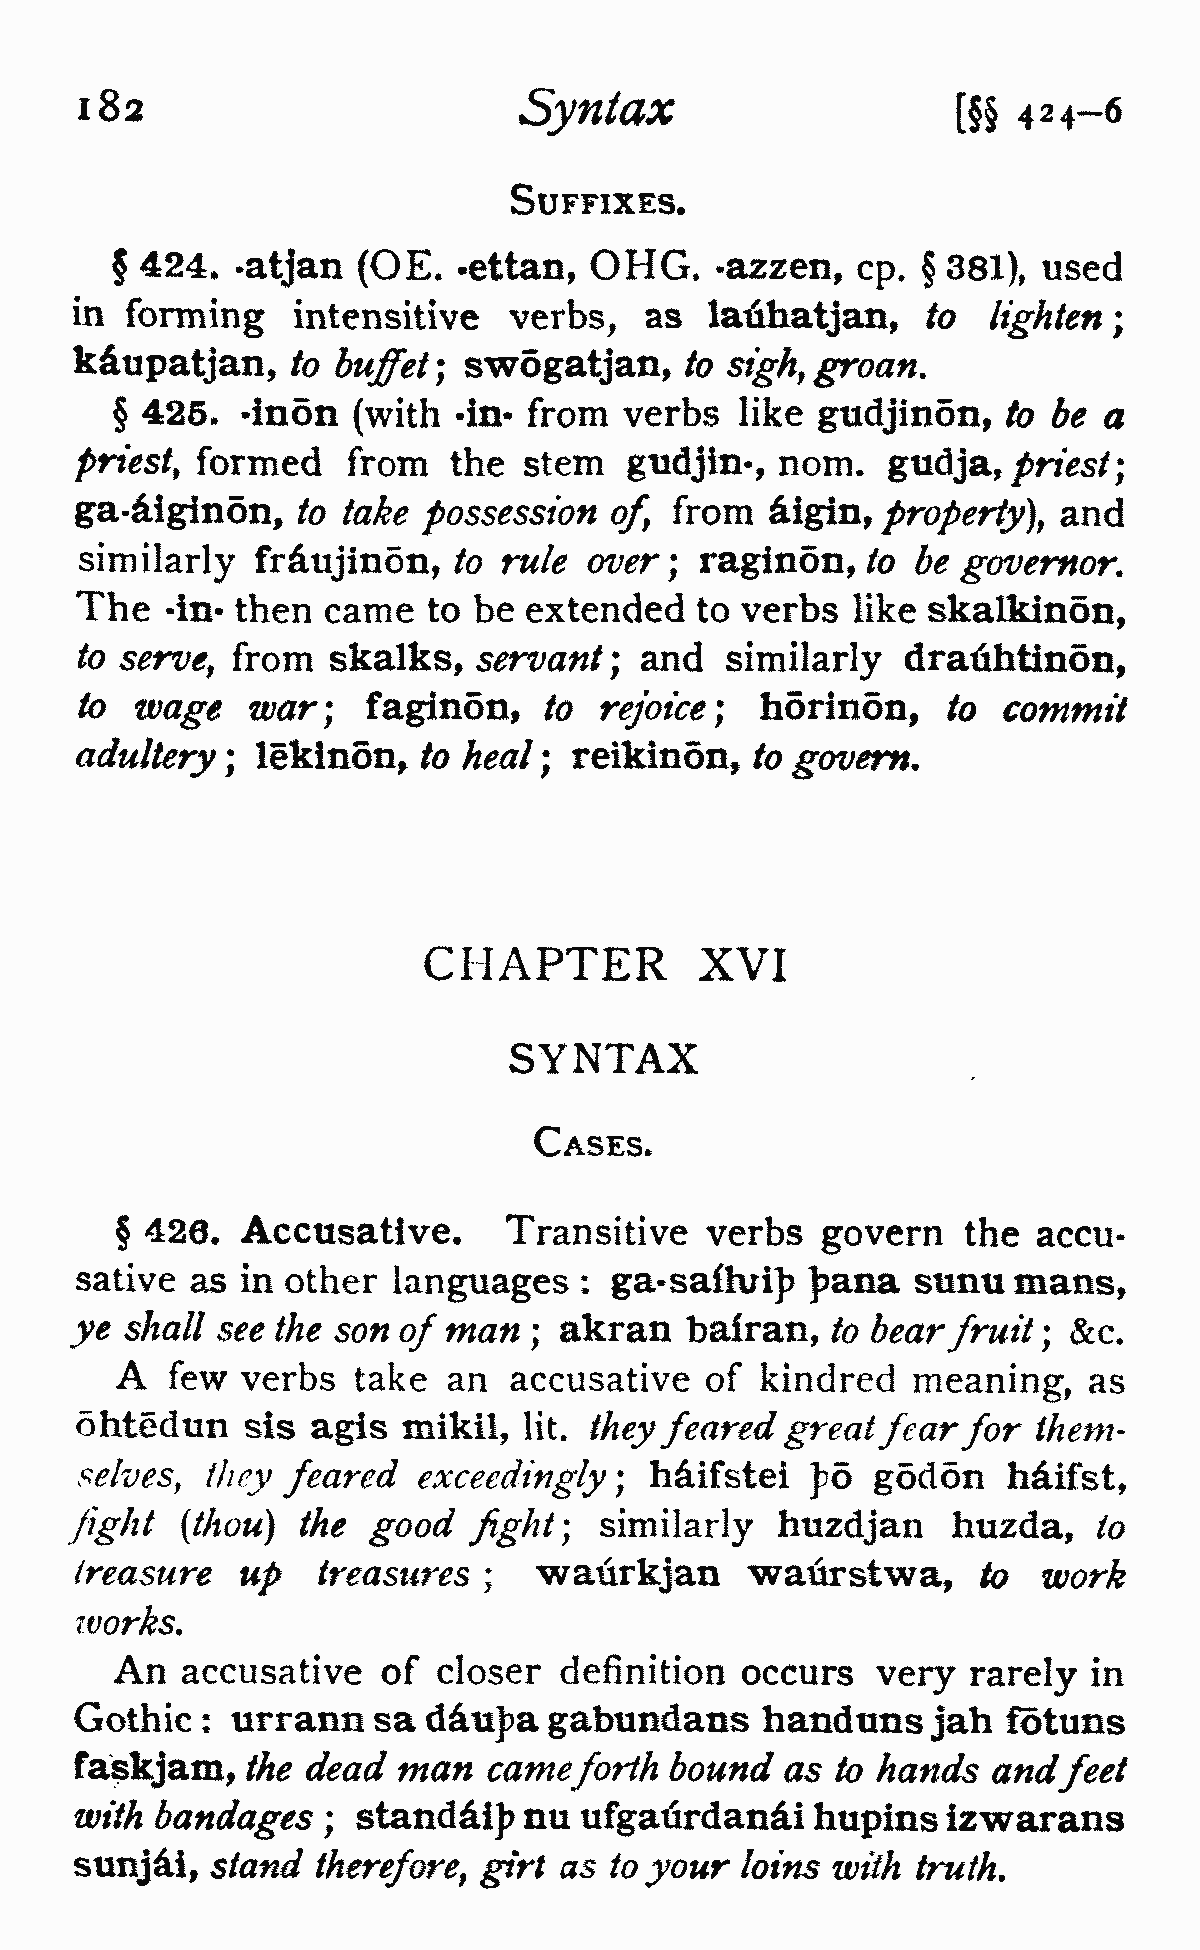 182 Syntax [§§ 424–6
SUFFIXES.
§ 424. -atjan (OE. -ettan, OHG. -azzen, cp. § 381), used
in forming intensitive verbs, as laúhatjan, to lighten;
káupatjan, to buffet; swōgatjan, to sigh, groan.
§ 425. -inōn (with -in- from verbs like gudjinōn, to be a
priest, formed from the stem gudjin-, nom. gudja, priest;
ga-áiginōn, to take possession of, from áigin, property), and
similarly fráujinōn, to rule over; raginōn, to be governor.
The -in- then came to be extended to verbs like skalkinōn,
to serve, from skalks, servant; and similarly draúhtinōn,
to wage war; faginōn, to rejoice; hōrinōn, to commit
adultery; lēkinōn, to heal; reikinōn, to govern.
CHAPTER XVI
SYNTAX
CASES.
§ 426. Accusative. Transitive verbs govern the accu-
sative as in other languages: ga-saíƕiþ þana sunu mans,
ye shall see the son of man; akran baíran, to bear fruit; &c.
A few verbs take an accusative of kindred meaning, as
ōhtēdun sis agis mikil, lit. they feared great fear for them-
selves, they feared exceedingly; háifstei þō gōdōn háifst,
fight (thou) the good fight; similarly huzdjan huzda, to
treasure up treasures; waúrkjan waúrstwa, to work
works.
An accusative of closer definition occurs very rarely in
Gothic: urrann sa dáuþa gabundans handuns jah fōtuns
faskjam, the dead man came forth bound as to hands and feet
with bandages; standáiþ nu ufgaúrdanái hupins izwarans
sunjái, stand therefore, girt as to your loins with truth.